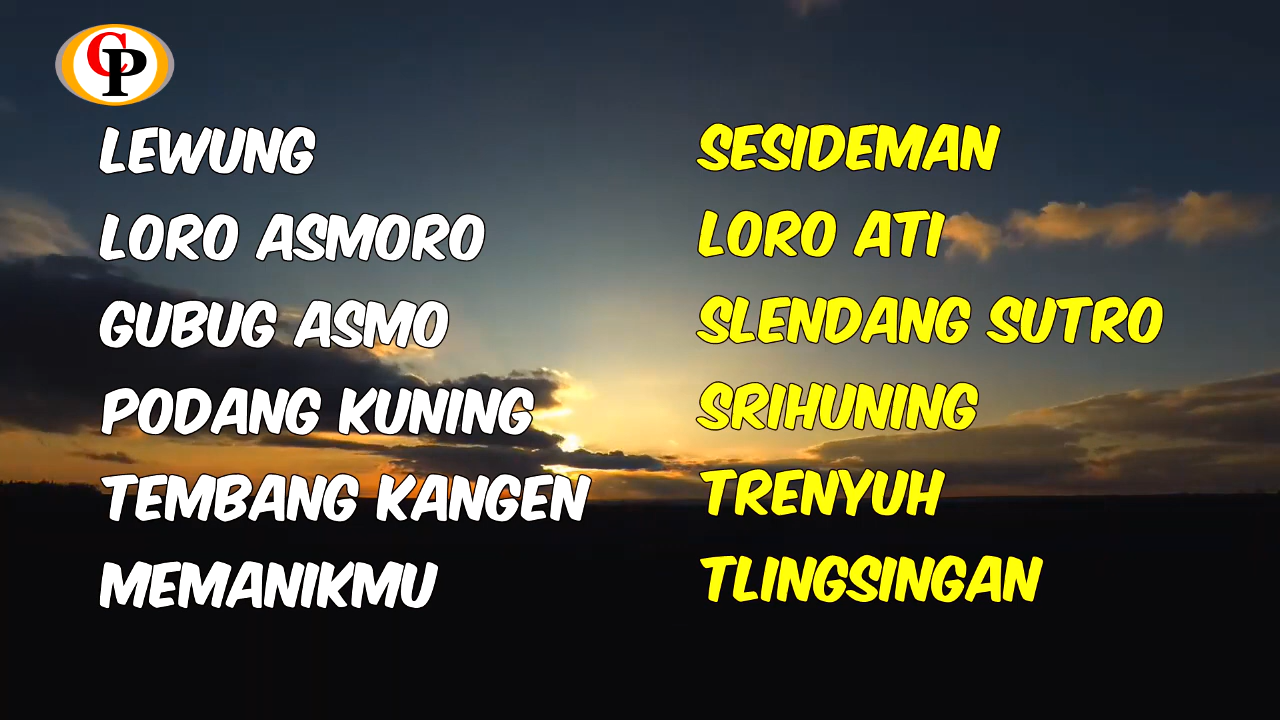 CP
LEWUNG
LORO ASMORO
GUBUG ASMO
PODANG KUNING
TEMBANG KANGEN
MEMANIKMU
SESIDEMAN
LORO ATI
SLENDANG SUTRO
SRIHUNING
TRENYUH
TLINGSINGAN